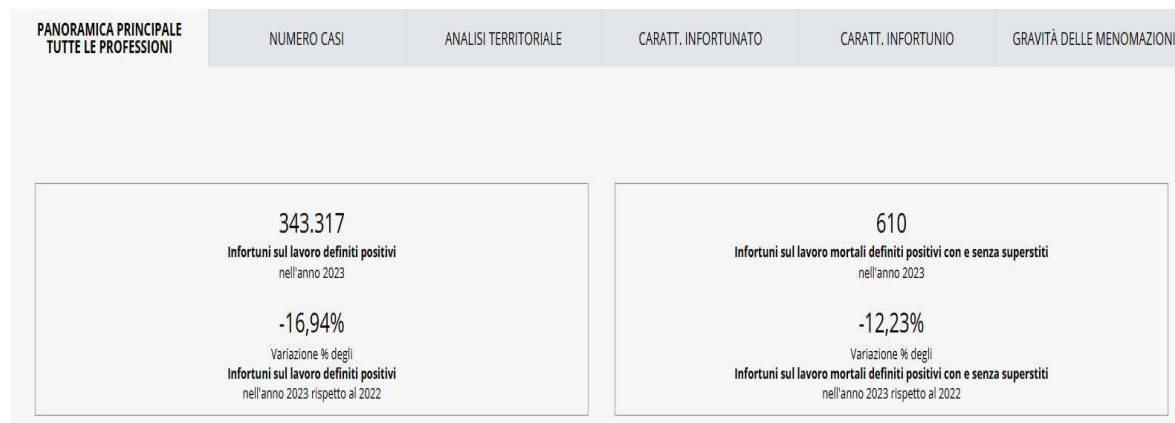 PANORAMICA PRINCIPALE
TUTTE LE PROFESSIONI
NUMERO CASI
ANALISI TERRITORIALE
CARATT. INFORTUNATO
CARATT. INFORTUNIO
GRAVITÀ DELLE MENOMAZIONI
343.317
Infortuni sul lavoro definiti positivi
nell'anno 2023
-16,94%
Variazione % degli
Infortuni sul lavoro definiti positivi
nell'anno 2023 rispetto al 2022
610
Infortuni sul lavoro mortali definiti positivi con e senza superstiti
nell'anno 2023
-12,23%
Variazione % degli
Infortuni sul lavoro mortali definiti positivi con e senza superstiti
nell'anno 2023 rispetto al 2022